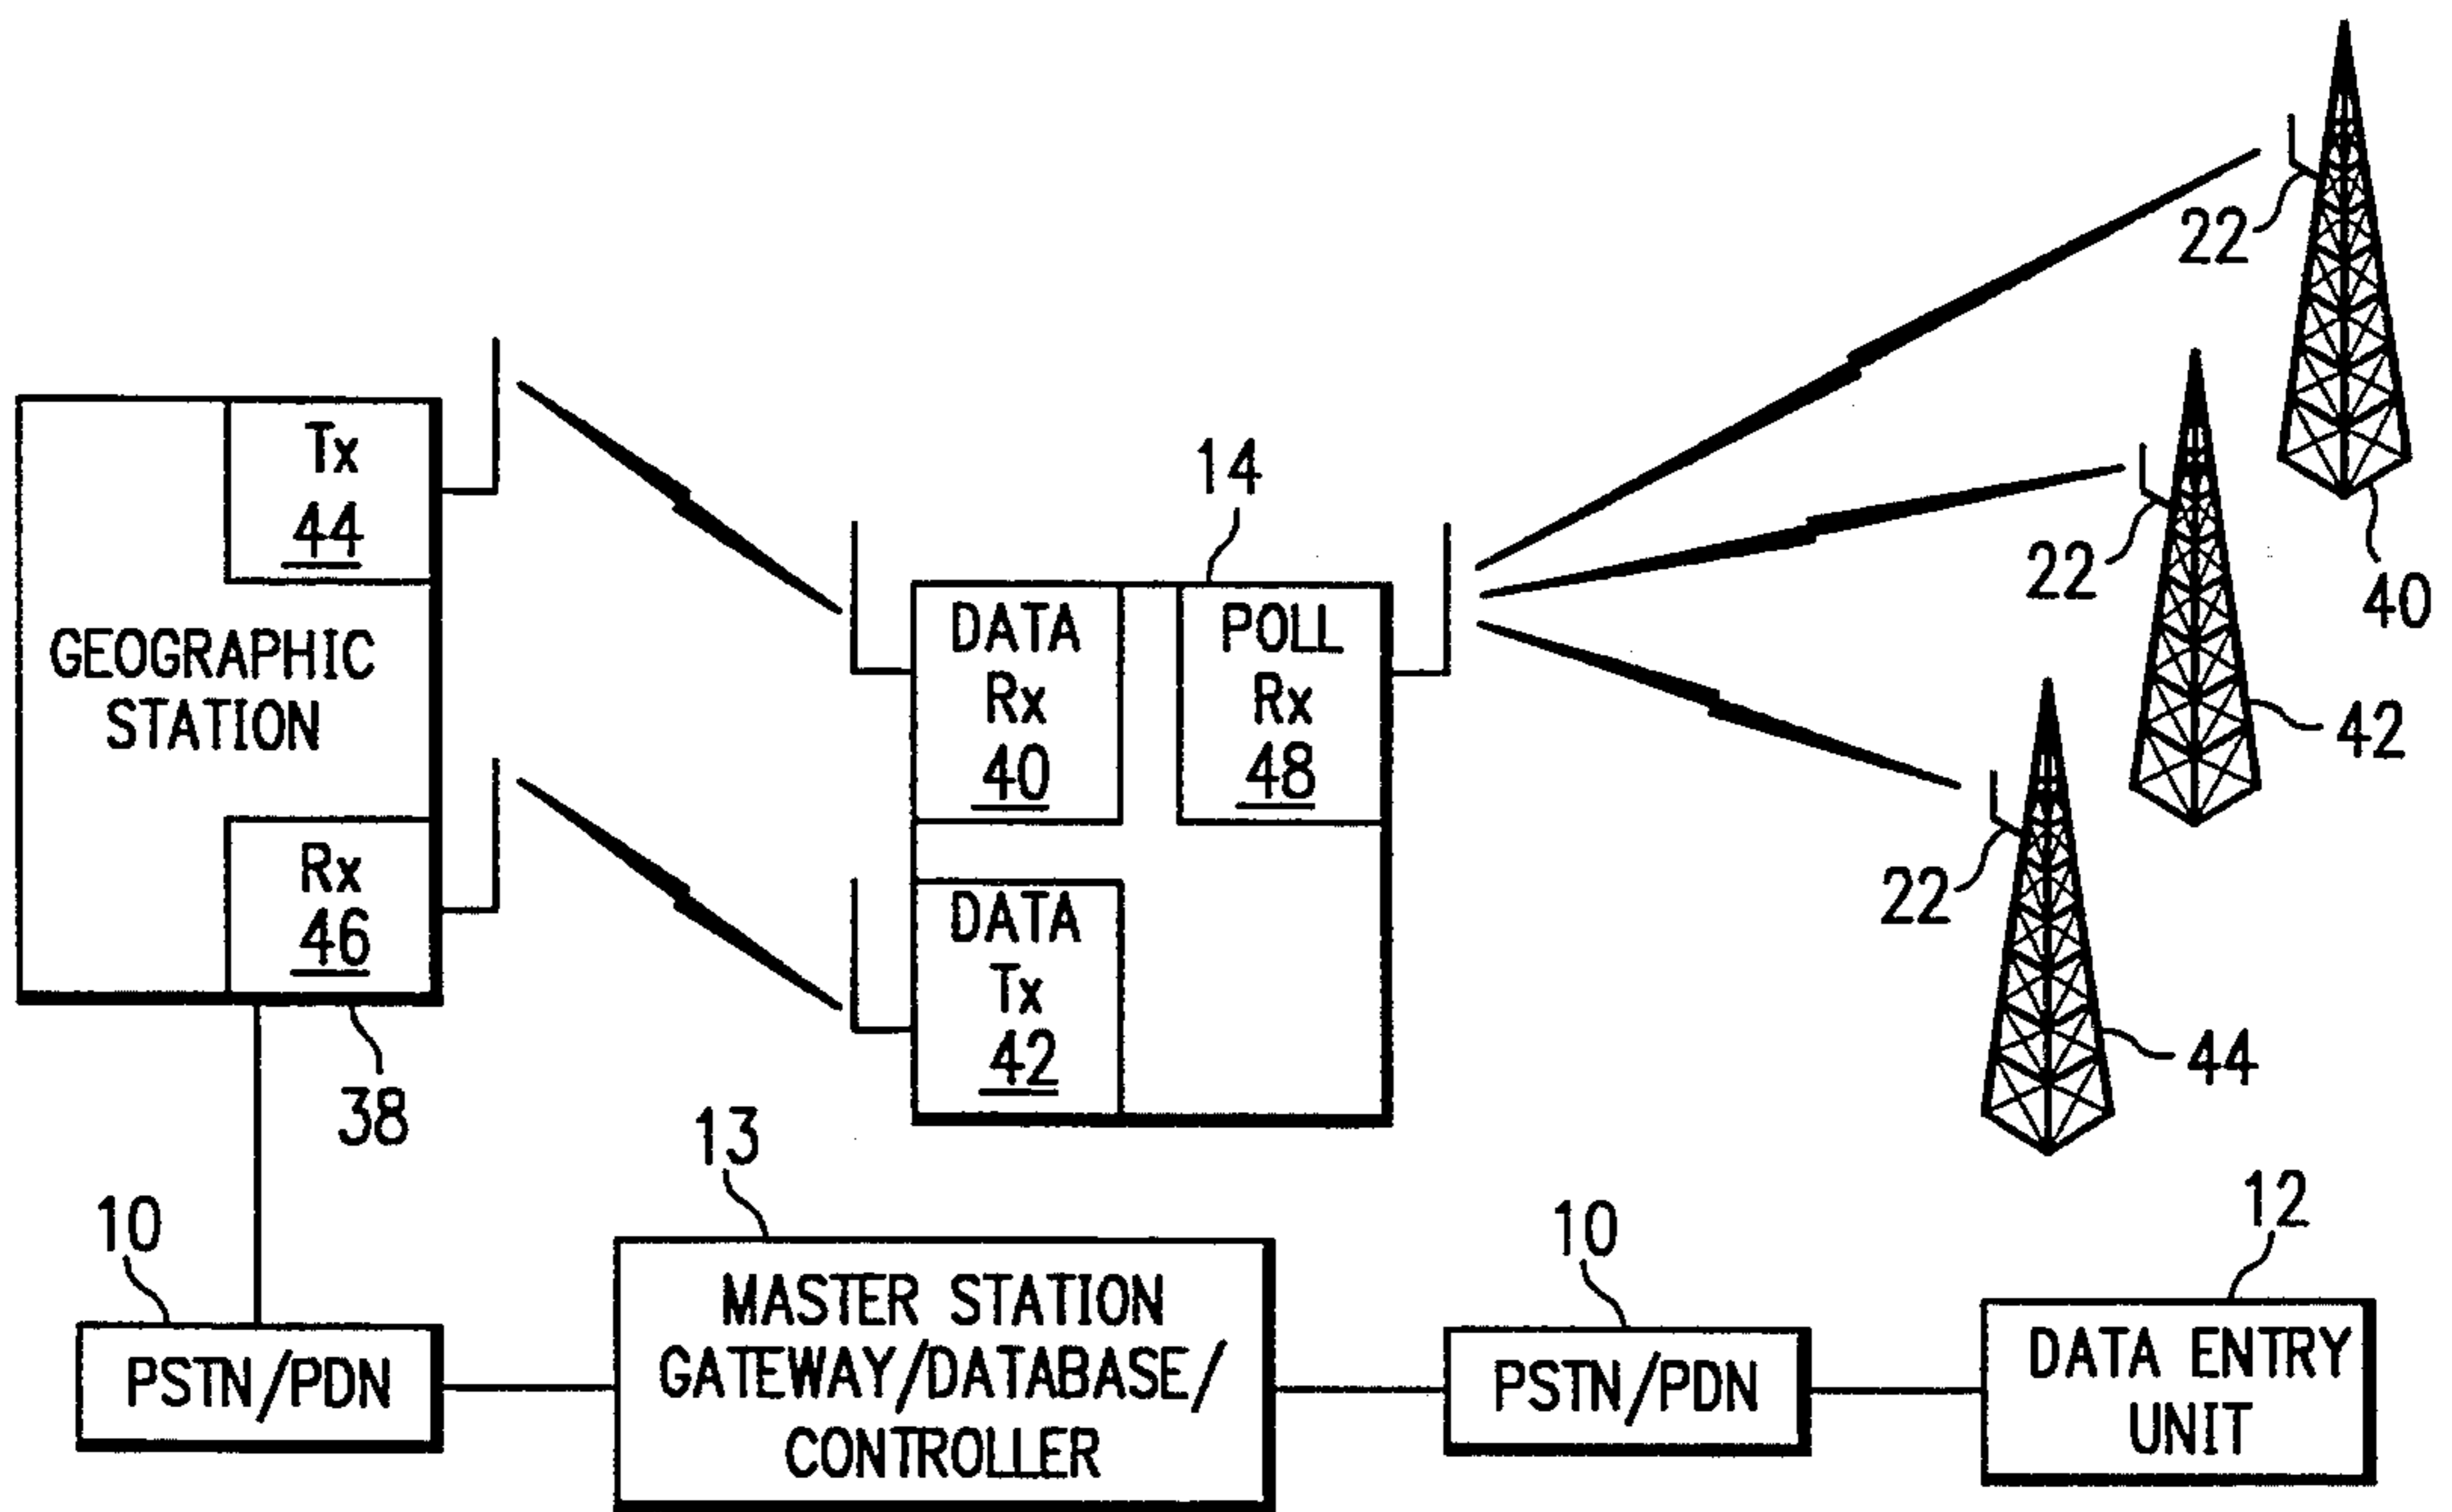 22
Tx
44
14
22
40
GEOGRAPHIC
STATION
DATA
Rx
40
POLL
Rx
48
42
Rx
46
22
DATA
Tx
42
44
38
13
10
10
12
MASTER STATION
GATEWAY/DATABASE/
CONTROLLER
PSTN/PDN
PSTN/PDN
DATA ENTRY
UNIT